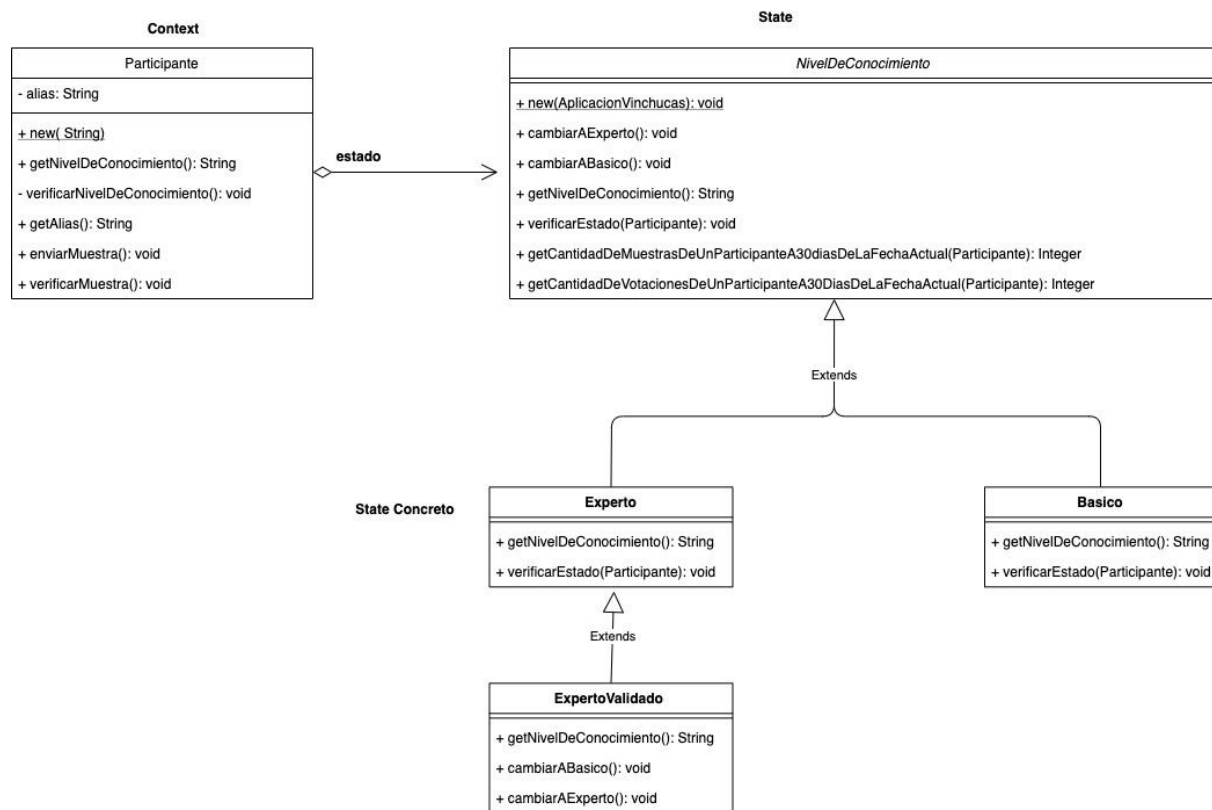 Context
State
Participante
- alias: String
+ new( String)
+ getNivelDeConocimiento(): String
- verificarNivelDeConocimiento(): void
+ getAlias(): String
+ enviarMuestra(): void
+ verificarMuestra(): void
estado
NivelDeConocimiento
+ new(AplicacionVinchucas): void
+ cambiarAExperto(): void
+ cambiarABasico(): void
+ getNivelDeConocimiento(): String
+ verificarEstado(Participante): void
+ getCantidadDeMuestrasDeUnParticipanteA30diasDeLaFechaActual(Participante): Integer
+ getCantidadDeVotacionesDeUnParticipanteA30DiasDeLaFechaActual(Participante): Integer
Extends
State Concreto
Experto
+ getNivelDeConocimiento(): String
+ verificarEstado(Participante): void
Basico
+ getNivelDeConocimiento(): String
+ verificarEstado(Participante): void
Extends
ExpertoValidado
+ getNivelDeConocimiento(): String
+ cambiarABasico(): void
+ cambiarAExperto(): void